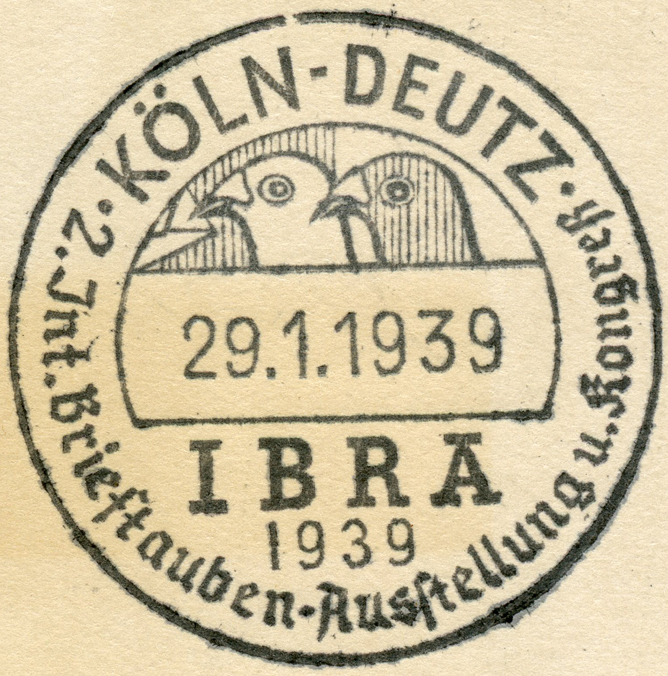 KÖLN-DEUTZ
29.1.1939
IBRA
1939
2. Int. Brieftauben-Ausstellung u. Kongreß